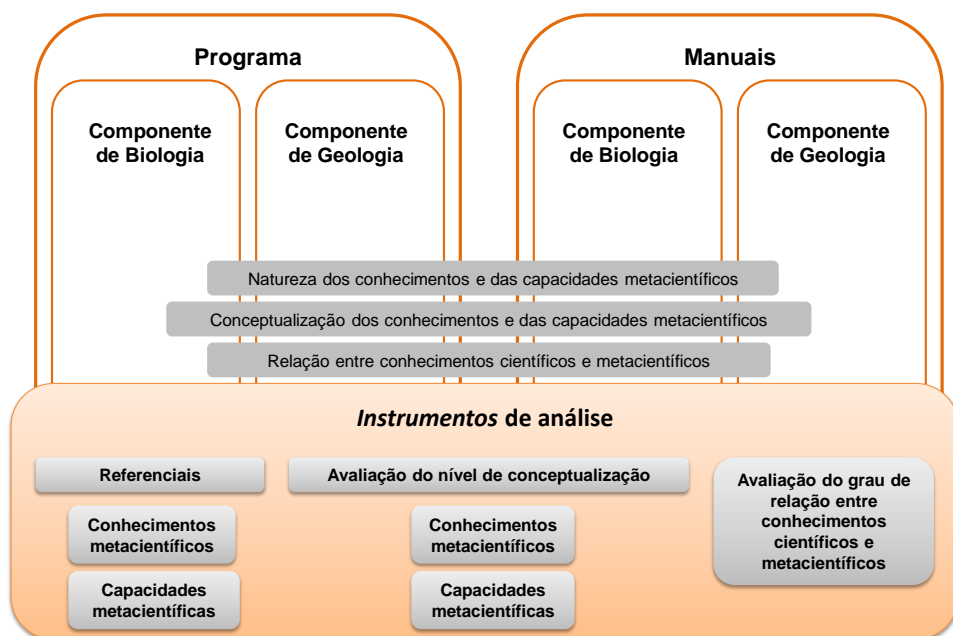 Programa
Manuais
Componente
de Biologia
Componente
de Geologia
Componente
de Biologia
Componente
de Geologia
Natureza dos conhecimentos e das capacidades metacientíficos
Conceptualização dos conhecimentos e das capacidades metacientíficos
Relação entre conhecimentos científicos e metacientíficos
Instrumentos de análise
Referenciais
Conhecimentos
metacientíficos
Capacidades
metacientíficas
Avaliação do nível de conceptualização
Conhecimentos
metacientíficos
Capacidades
metacientíficas
Avaliação do grau de
relação entre
conhecimentos
científicos e
metacientíficos